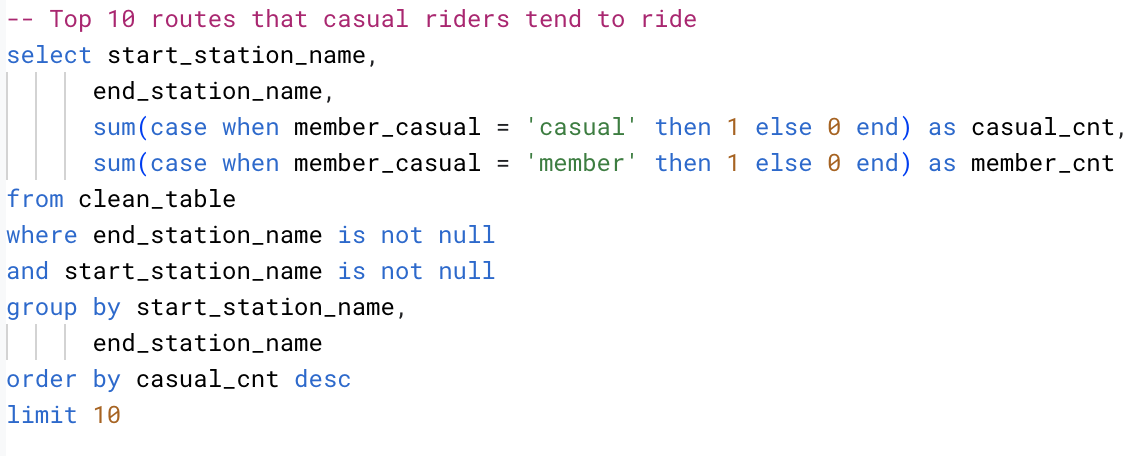 -- Top 10 routes that casual riders tend to ride
select start_station_name,
end_station_name,
sum(case when member_casual = 'casual' then 1 else 0 end) as casual_cnt,
sum(case when member_casual = 'member' then 1 else 0 end) as member_cnt
from clean_table
where end_station_name is not null
and start_station_name is not null
group by start_station_name,
end_station_name
order by casual_cnt desc
limit 10